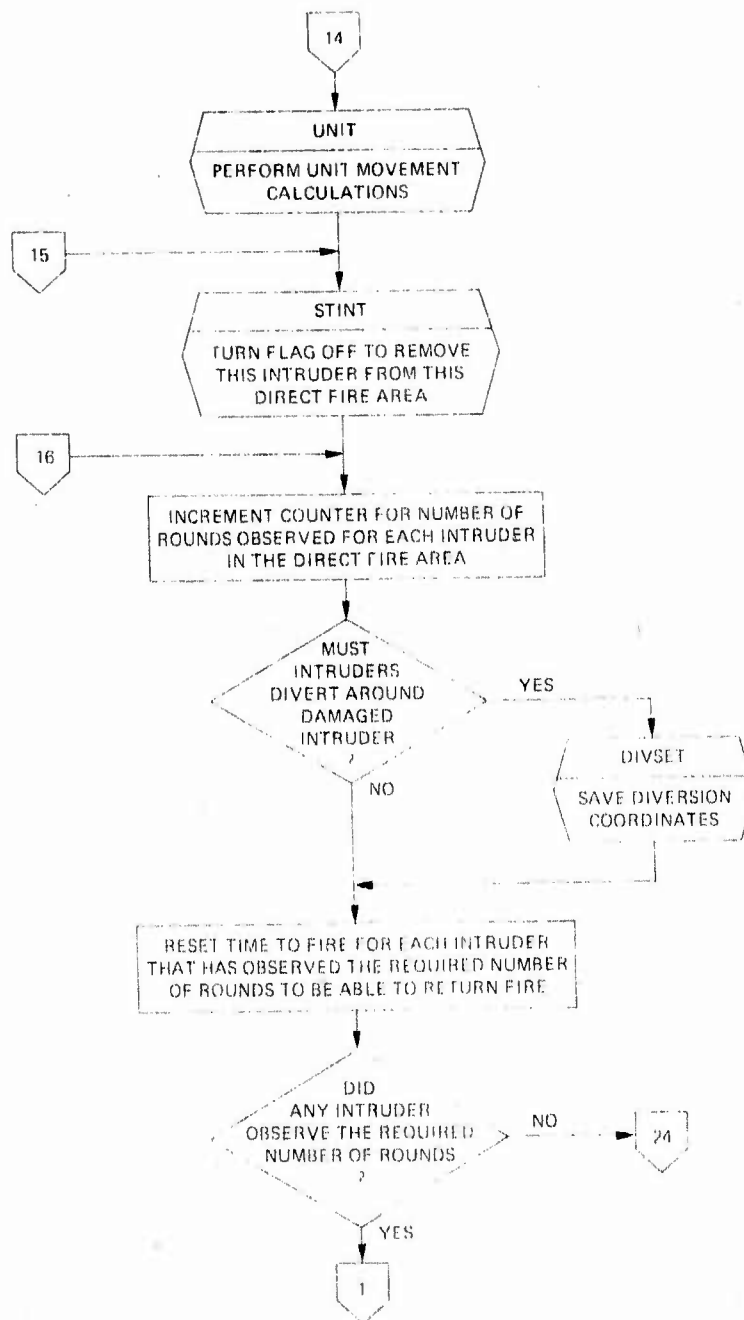 14
UNIT
PERFORM UNIT MOVEMENT
CALCULATIONS
15
STINT
TURN FLAG OFF TO REMOVE
THIS INTRUDER FROM THIS
DIRECT FIRE AREA
16
INCREMENT COUNTER FOR NUMBER OF
ROUNDS OBSERVED FOR EACH INTRUDER
IN THE DIRECT FIRE AREA
MUST
INTRUDERS
DIVERT AROUND
DAMAGED
INTRUDER
?
YES
DIVSET
SAVE DIVERSION
COORDINATES
NO
RESET TIME TO FIRE FOR EACH INTRUDER
THAT HAS OBSERVED THE REQUIRED NUMBER
OF ROUNDS TO BE ABLE TO RETURN FIRE
DID
ANY INTRUDER
OBSERVE THE REQUIRED
NUMBER OF ROUNDS
?
NO
24
YES
1